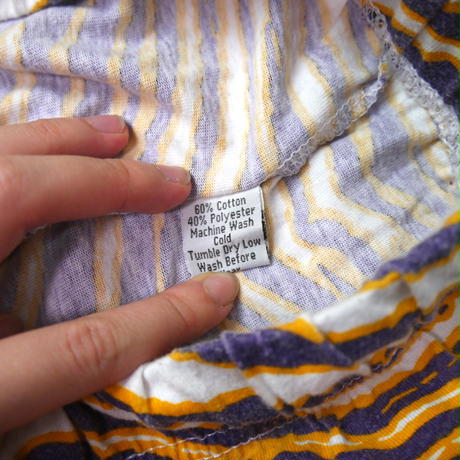 60% Cotton
40% Polyester
Machine Wash
Cold
Tumble Dry Low
Wash Before